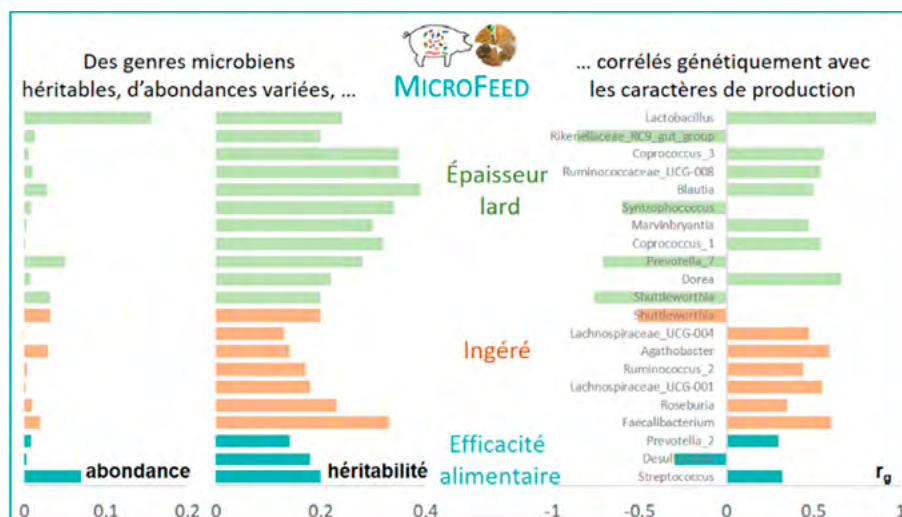 Des genres microbiens
héritables, d'abondances variées, ...
MICROFEED
... corrélés génétiquement avec
les caractères de production
Lactobacillus
Rikenellaceae_RC9_gut_group
Coprococcus_3
Ruminococcaceae_UCG-008
Blautia
Syntrophococcus
Marvinbryantia
Coprococcus_1
Prevotella_7
Dorea
Shuttleworthia
Épaisseur
lard
Shuttleworthia
Lachnospiraceae_UCG-004
Agathobacter
Ruminococcus_2
Lachnospiraceae_UCG-001
Roseburia
Faecalibacterium
Ingéré
Prevotella_2
Streptococcus
Efficacité
alimentaire
abondance
héritabilité
rg
0 0.1 0.2
0 0.2 0.4
-1 -0.5 0 0.5 1